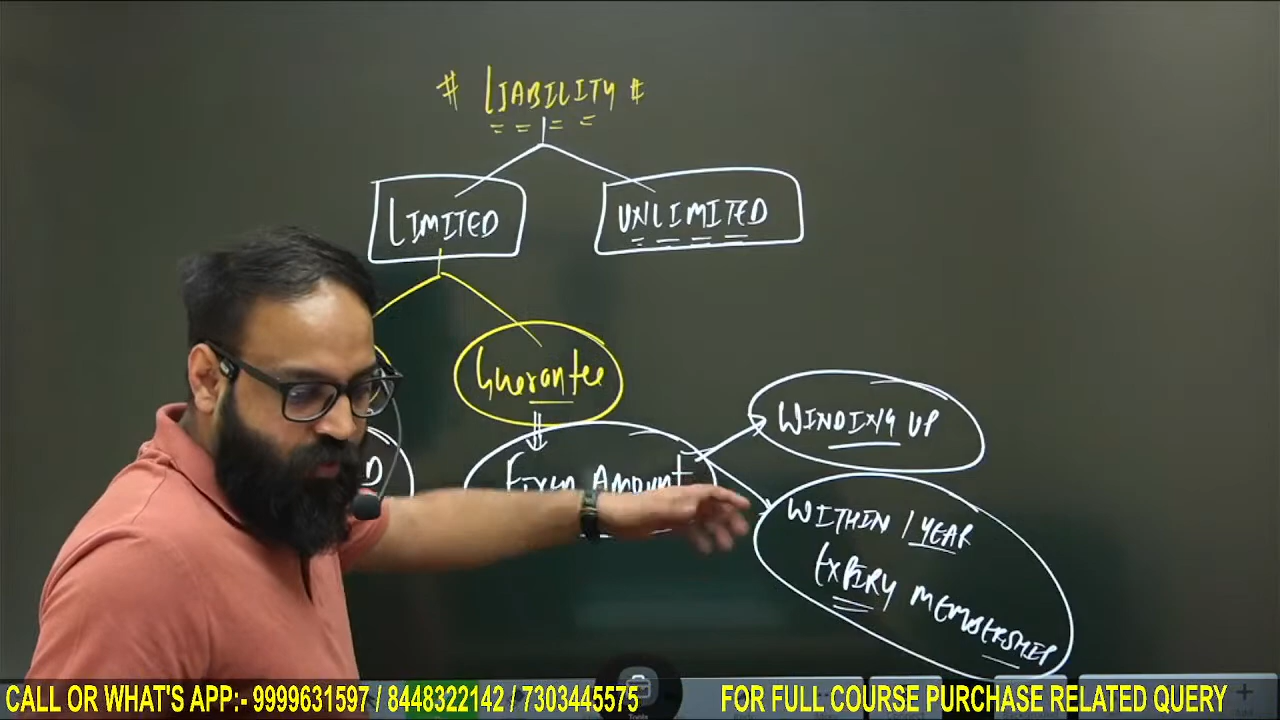 # LIABILITY #
LIMITED
UNLIMITED
Guerantee
WINDING UP
D
Fixed Amount
WITHIN 1 YEAR
EXPIRY MEMBERSHIP
CALL OR WHAT'S APP:- 9999631597 / 8448322142 / 7303445575
FOR FULL COURSE PURCHASE RELATED QUERY